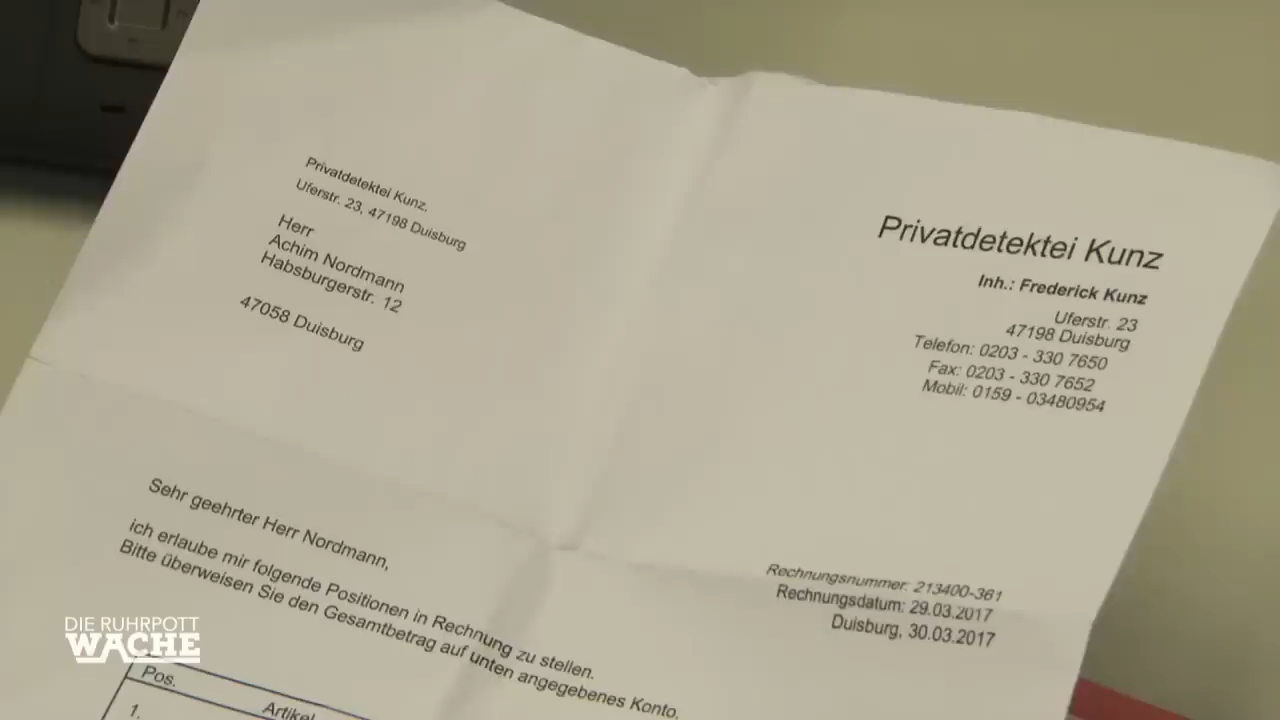 Privatdetektei Kunz.
Uferstr. 23, 47198 Duisburg
Herr
Achim Nordmann
Habsburgerstr. 12
47058 Duisburg
Privatdetektei Kunz
Inh.: Frederick Kunz
Uferstr. 23
47198 Duisburg
Telefon: 0203 - 330 7650
Fax: 0203 - 330 7652
Mobil: 0159 - 03480954
Rechnungsnummer: 213400-361
Rechnungsdatum: 29.03.2017
Duisburg, 30.03.2017
Sehr geehrter Herr Nordmann,
ich erlaube mir folgende Positionen in Rechnung zu stellen.
Bitte überweisen Sie den Gesamtbetrag auf unten angegebenes Konto.
Pos. Artikel
1.
DIE RUHRPOTT
WACHE